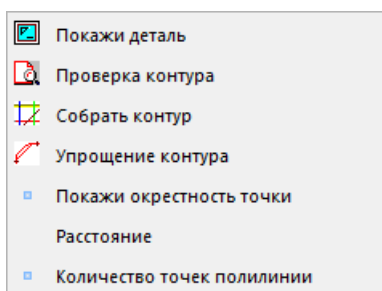 Покажи деталь
Проверка контура
Собрать контур
Упрощение контура
Покажи окрестность точки
Расстояние
Количество точек полилинии